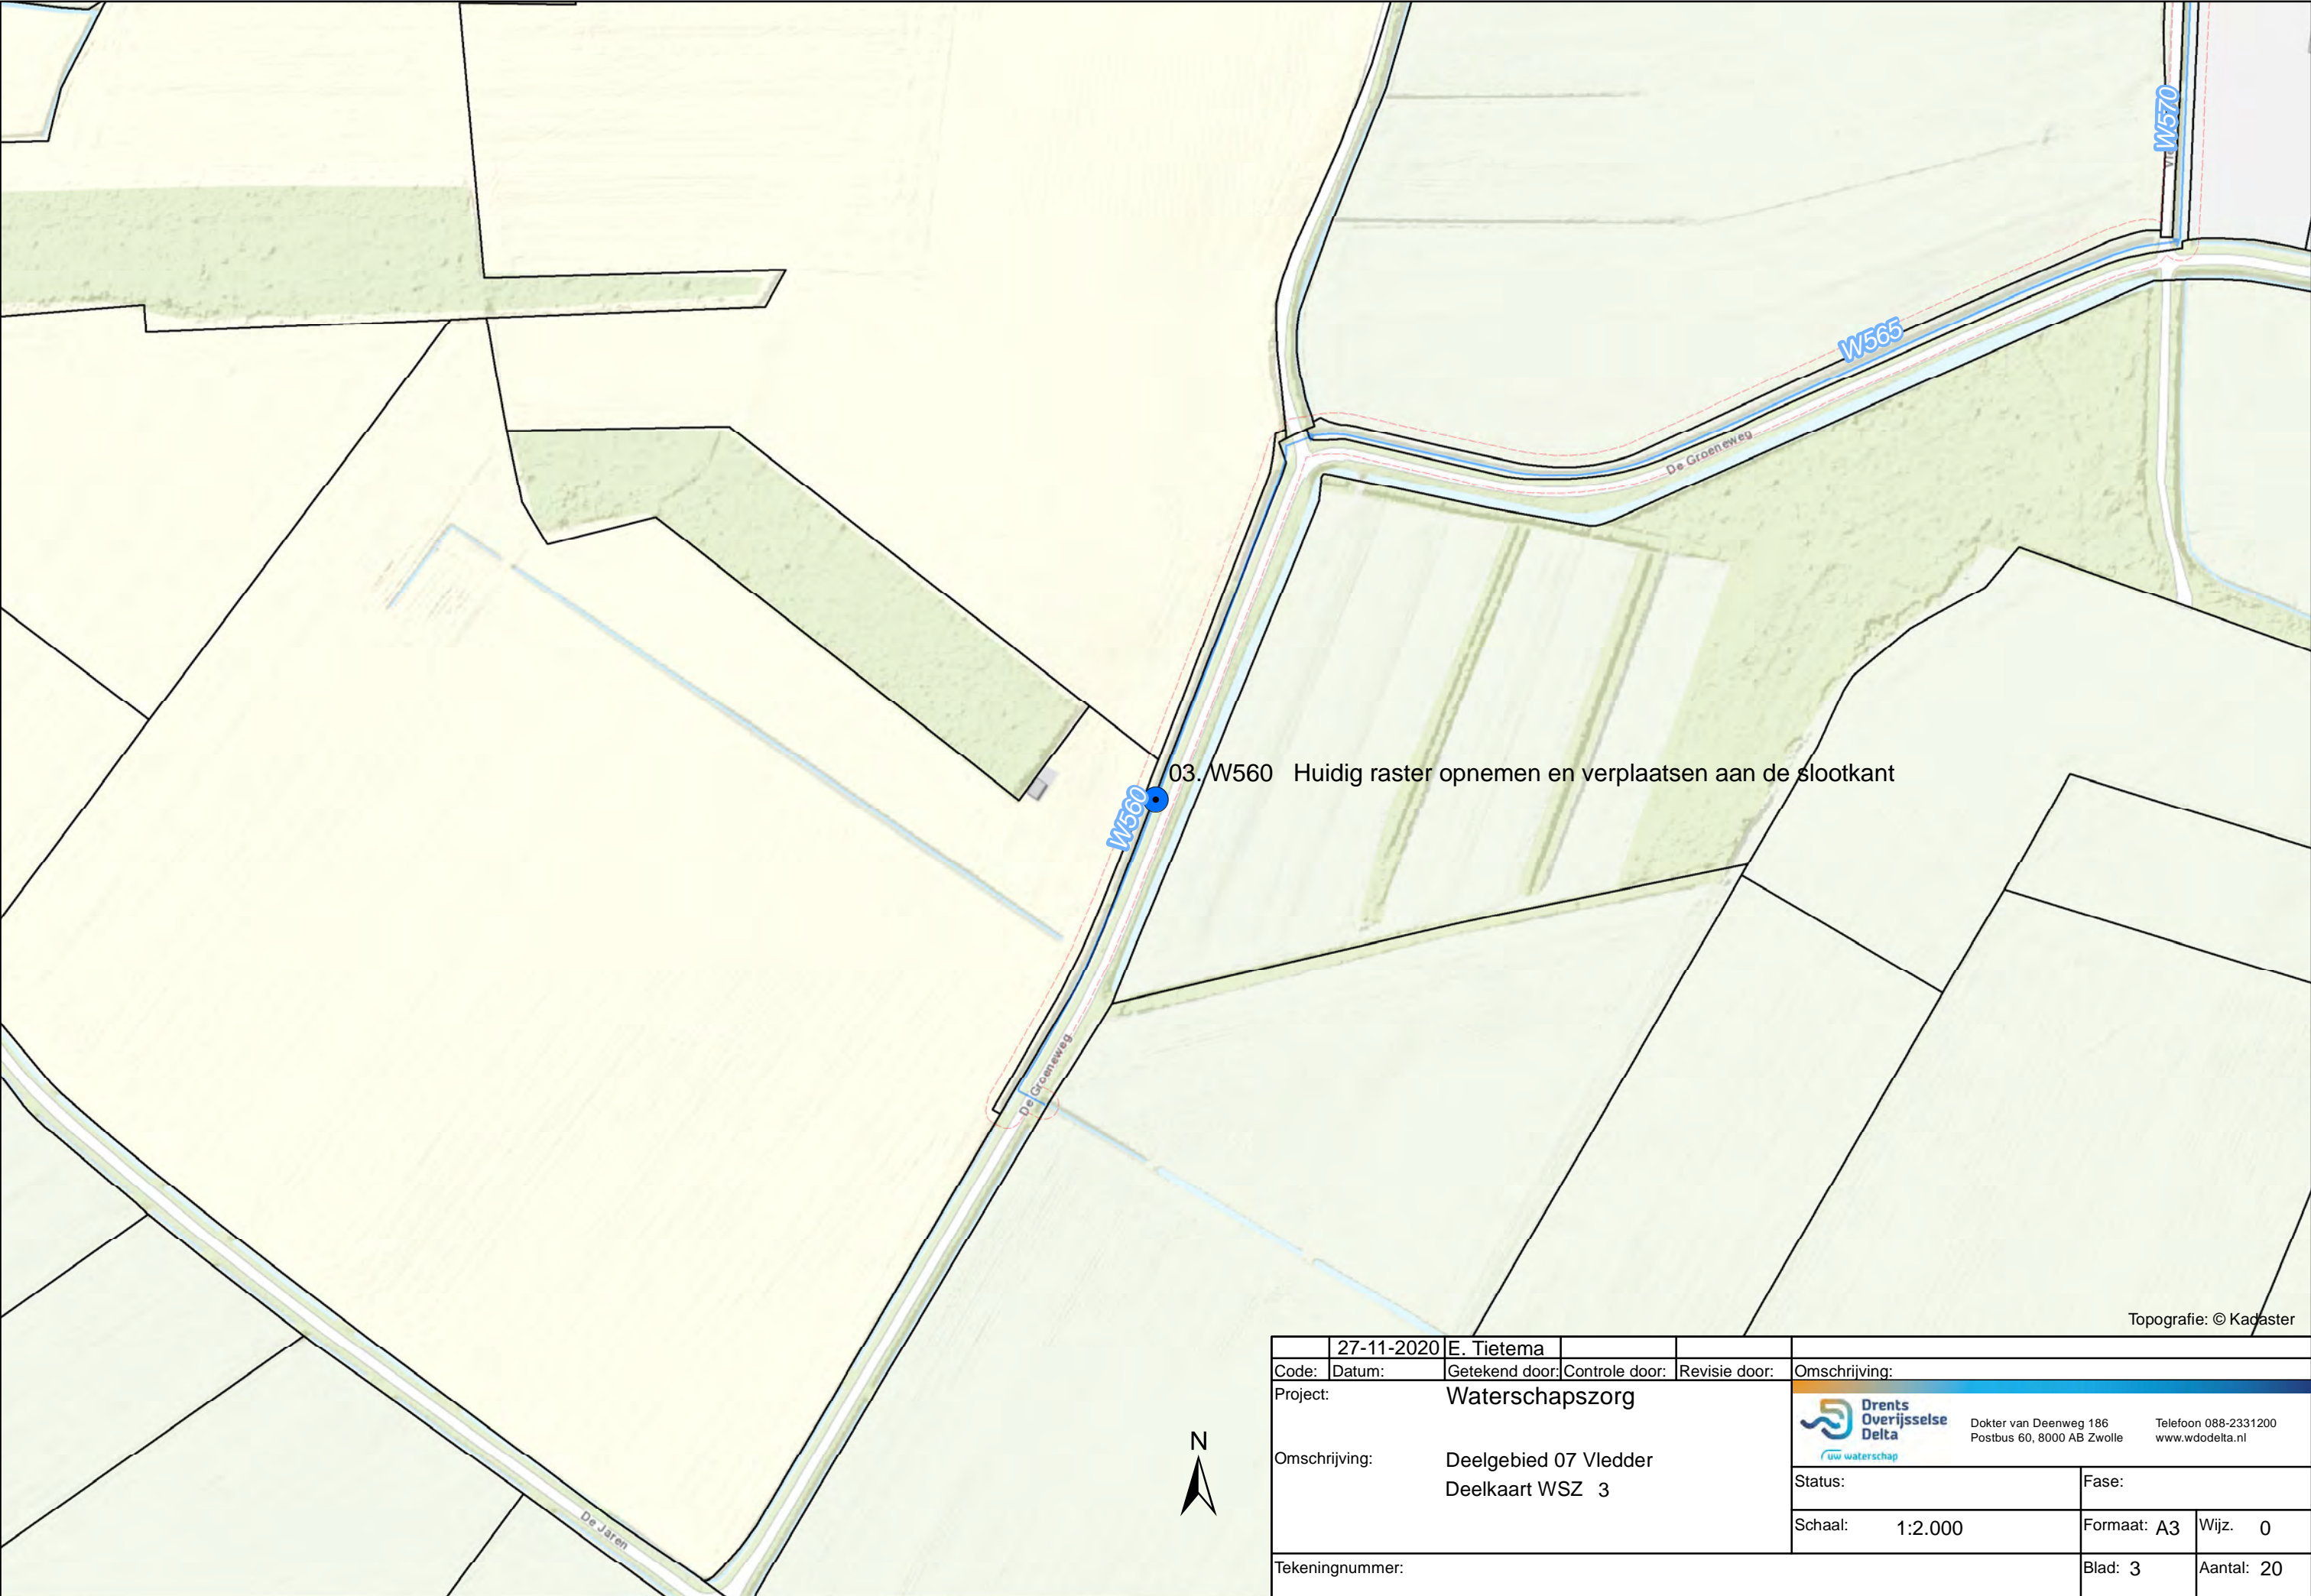 W570
W565
De Groeneweg
03. W560 Huidig raster opnemen en verplaatsen aan de slootkant
W560
De Groeneweg
De Jaren
Topografie: © Kadaster
N
27-11-2020 E. Tietema
Code: Datum: Getekend door: Controle door: Revisie door: Omschrijving:
Project: Waterschapszorg
Omschrijving: Deelgebied 07 Vledder
Deelkaart WSZ 3
Drents
Overijsselse
Delta
uw waterschap
Dokter van Deenweg 186
Postbus 60, 8000 AB Zwolle
Telefoon 088-2331200
www.wdodelta.nl
Status: Fase:
Schaal: 1:2.000 Formaat: A3 Wijz. 0
Tekeningnummer: Blad: 3 Aantal: 20